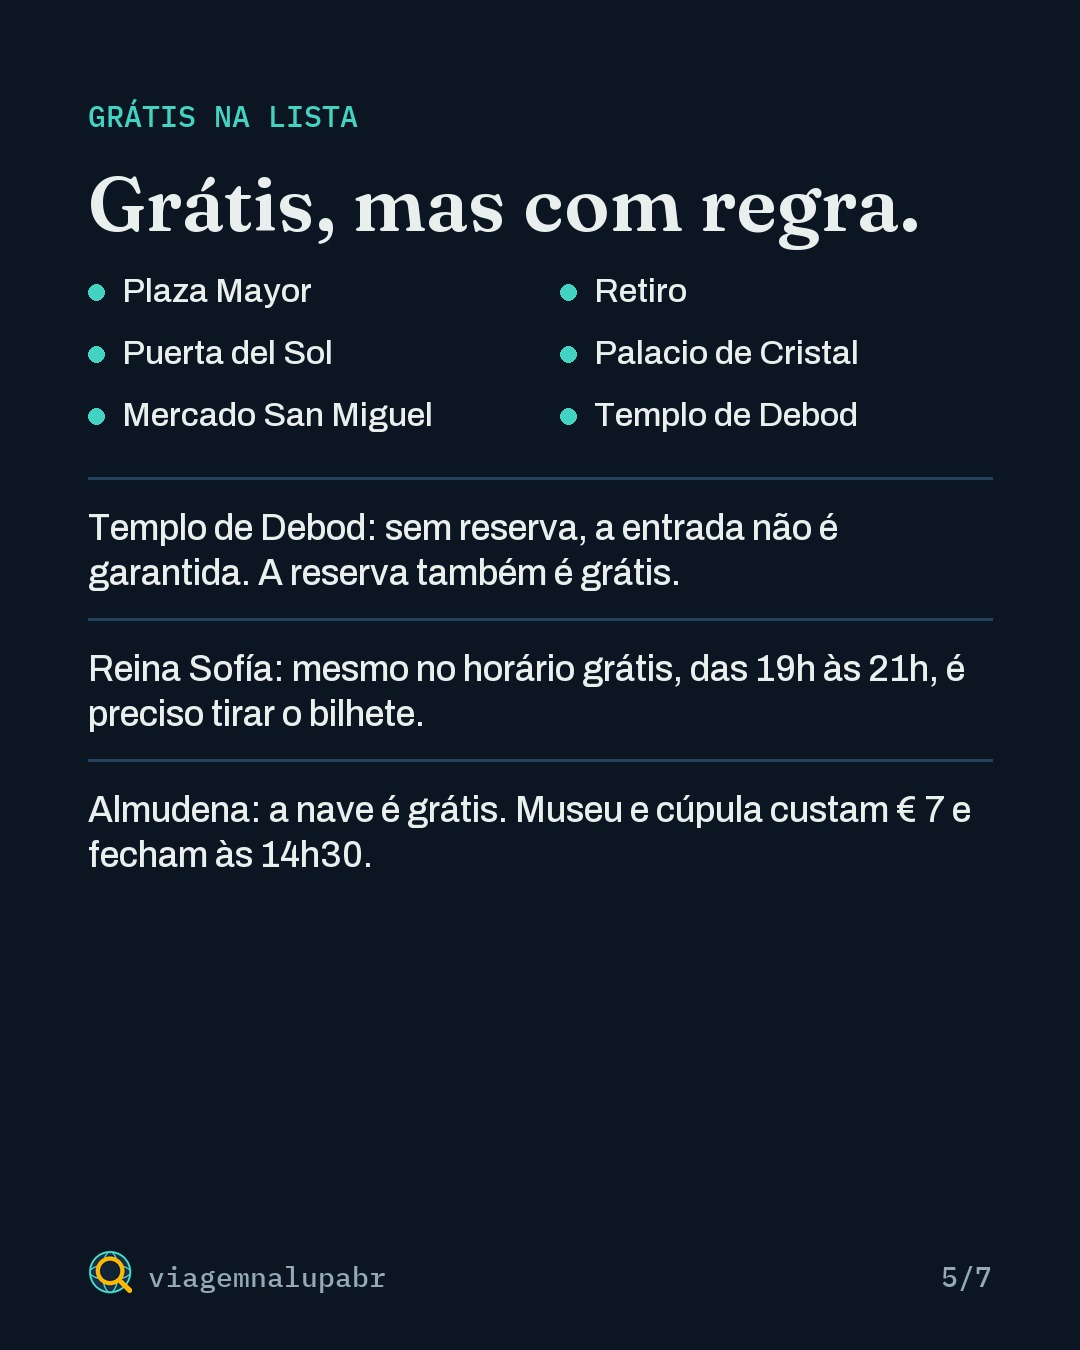 GRÁTIS NA LISTA
Grátis, mas com regra.
Plaza Mayor
Puerta del Sol
Mercado San Miguel
Retiro
Palacio de Cristal
Templo de Debod
Templo de Debod: sem reserva, a entrada não é
garantida. A reserva também é grátis.
Reina Sofía: mesmo no horário grátis, das 19h às 21h, é
preciso tirar o bilhete.
Almudena: a nave é grátis. Museu e cúpula custam € 7 e
fecham às 14h30.
viagemnalupabr
5/7